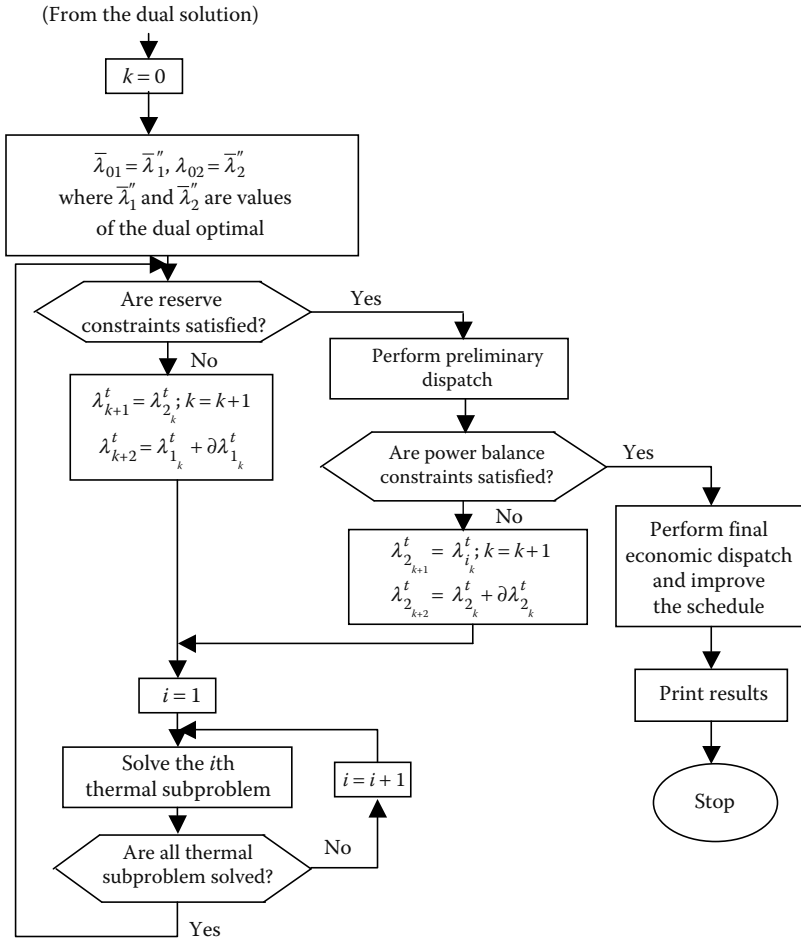 (From the dual solution)
k = 0
λ̅₀₁ = λ̅₁″, λ₀₂ = λ̅₂″
where λ̅₁″ and λ̅₂″ are values
of the dual optimal
Are reserve
constraints satisfied?
Yes
No
Perform preliminary
dispatch
λ^t_{k+1} = λ^t_{2_k}; k = k+1
λ^t_{k+2} = λ^t_{1_k} + ∂λ^t_{1_k}
Are power balance
constraints satisfied?
Yes
No
λ^t_{2_{k+1}} = λ^t_{i_k}; k = k+1
λ^t_{2_{k+2}} = λ^t_{2_k} + ∂λ^t_{2_k}
Perform final
economic dispatch
and improve
the schedule
Print results
Stop
i = 1
Solve the ith
thermal subproblem
i = i + 1
Are all thermal
subproblem solved?
No
Yes